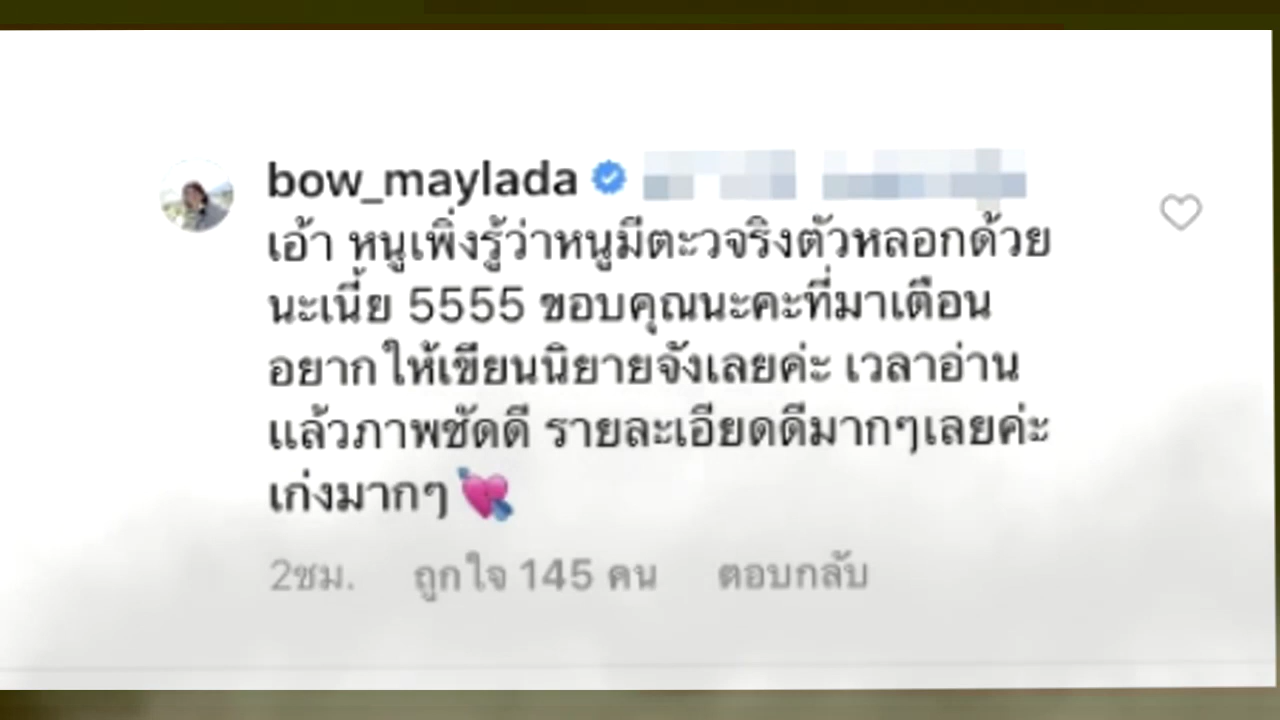 bow_maylada
เอ้า หนูเพิ่งรู้ว่าหนูมีตะวจริงตัวหลอกด้วย
นะเนี้ย 5555 ขอบคุณนะคะที่มาเตือน
อยากให้เขียนนิยายจังเลยค่ะ เวลาอ่าน
แล้วภาพชัดดี รายละเอียดดีมากๆเลยค่ะ
เก่งมากๆ 💘
2ชม. ถูกใจ 145 คน ตอบกลับ